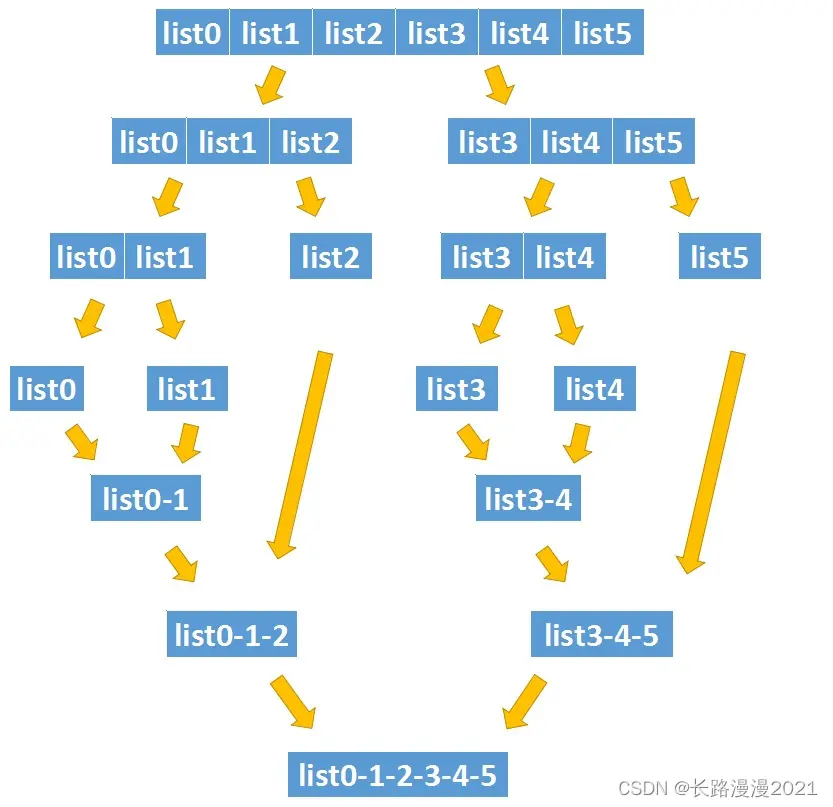 list0 list1 list2 list3 list4 list5
list0 list1 list2 list3 list4 list5
list0 list1 list2 list3 list4 list5
list0 list1 list3 list4
list0-1 list3-4
list0-1-2 list3-4-5
list0-1-2-3-4-5
CSDN @长路漫漫2021